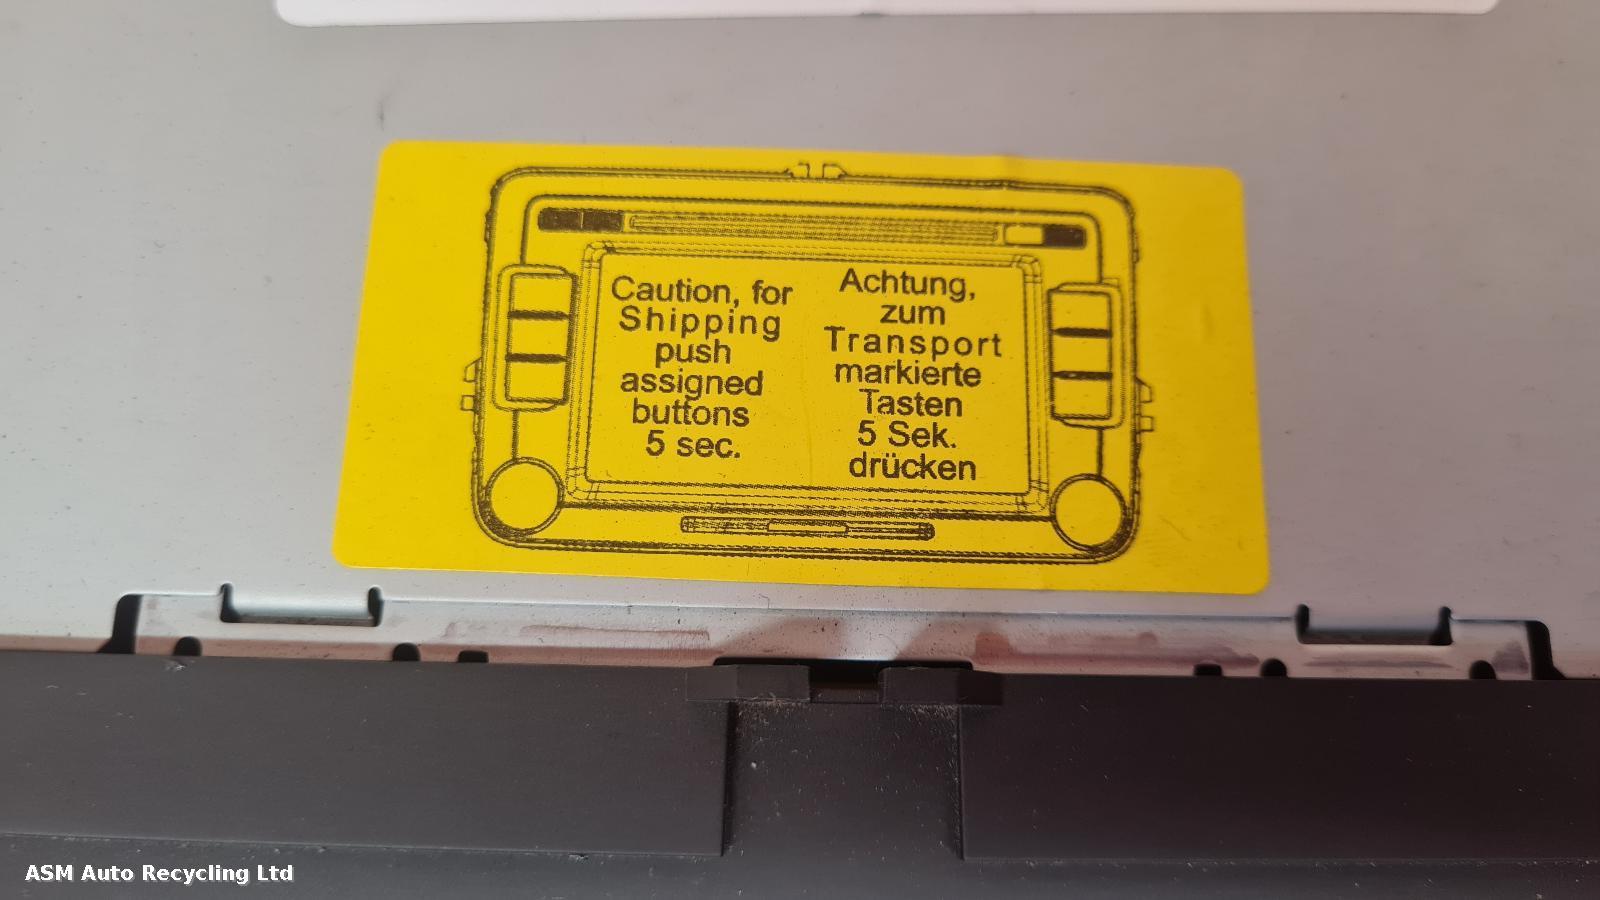 Caution, for
Shipping
push
assigned
buttons
5 sec.
Achtung,
zum
Transport
markierte
Tasten
5 Sek.
drücken
ASM Auto Recycling Ltd